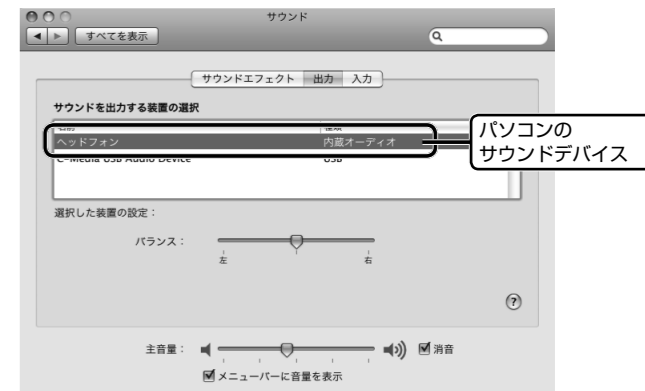 サウンド
すべてを表示
サウンドエフェクト 出力 入力
サウンドを出力する装置の選択
名前 種類
ヘッドフォン 内蔵オーディオ
パソコンの
サウンドデバイス
C-Media USB Audio Device USB
選択した装置の設定：
バランス：
左 右
?
主音量： 消音
メニューバーに音量を表示